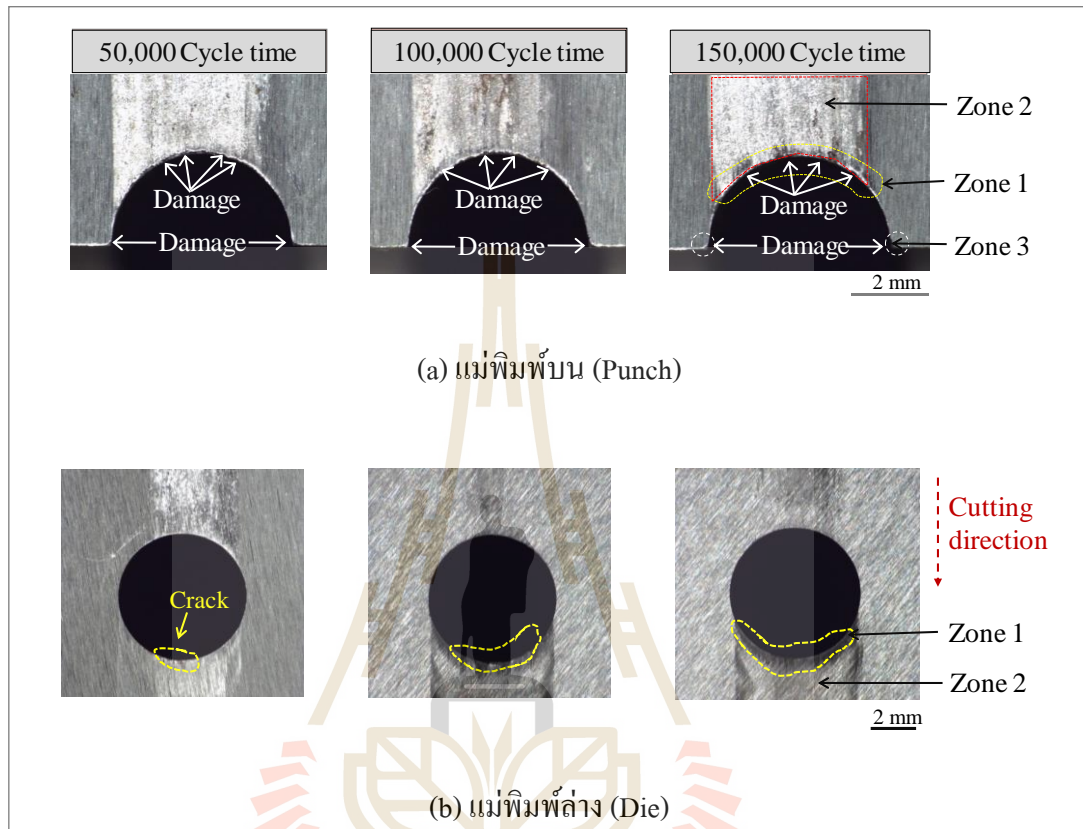 50,000 Cycle time
100,000 Cycle time
150,000 Cycle time
Damage
Damage
Damage
Damage
Damage
Damage
Zone 2
Zone 1
Zone 3
2 mm
(a) แม่พิมพ์บน (Punch)
Crack
Cutting
direction
Zone 1
Zone 2
2 mm
(b) แม่พิมพ์ล่าง (Die)